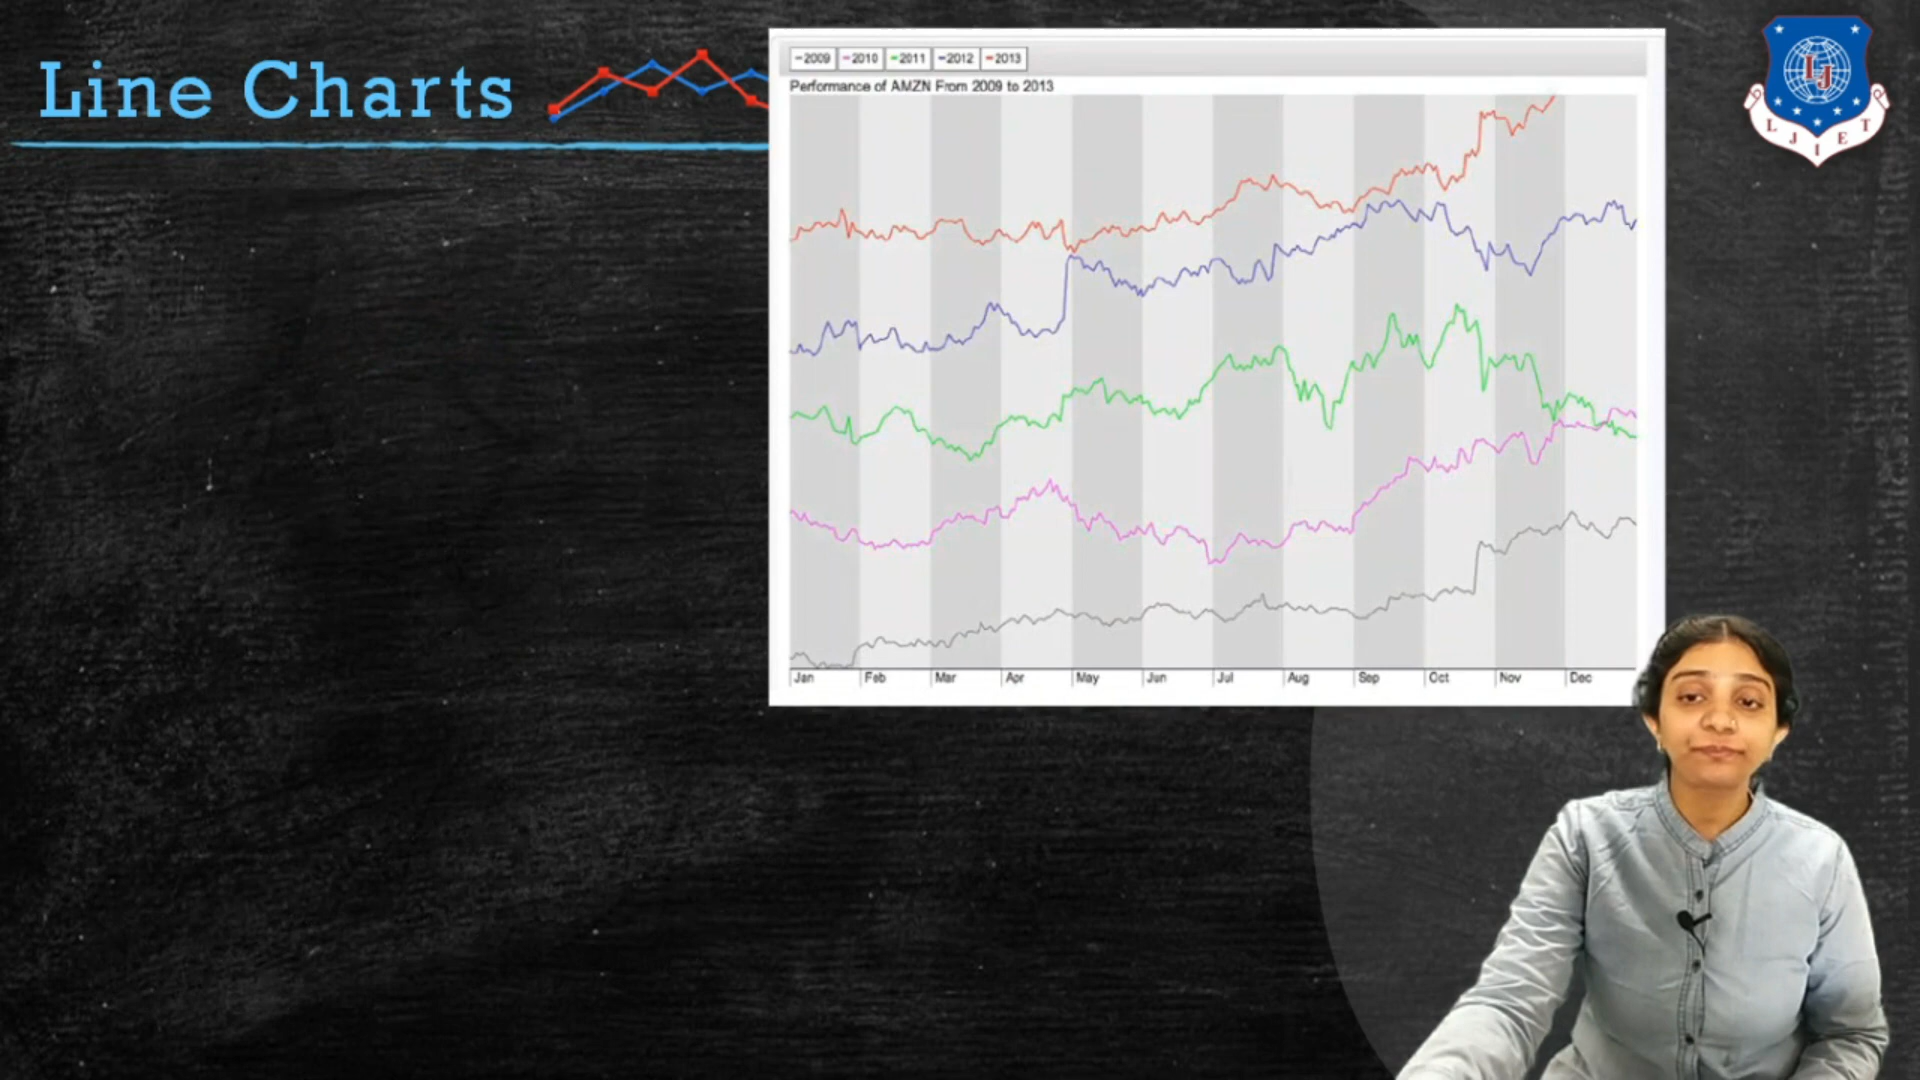 Line Charts
2009 2010 2011 2012 2013
Performance of AMZN From 2009 to 2013
Jan Feb Mar Apr May Jun Jul Aug Sep Oct Nov Dec
LJ
L J I E T